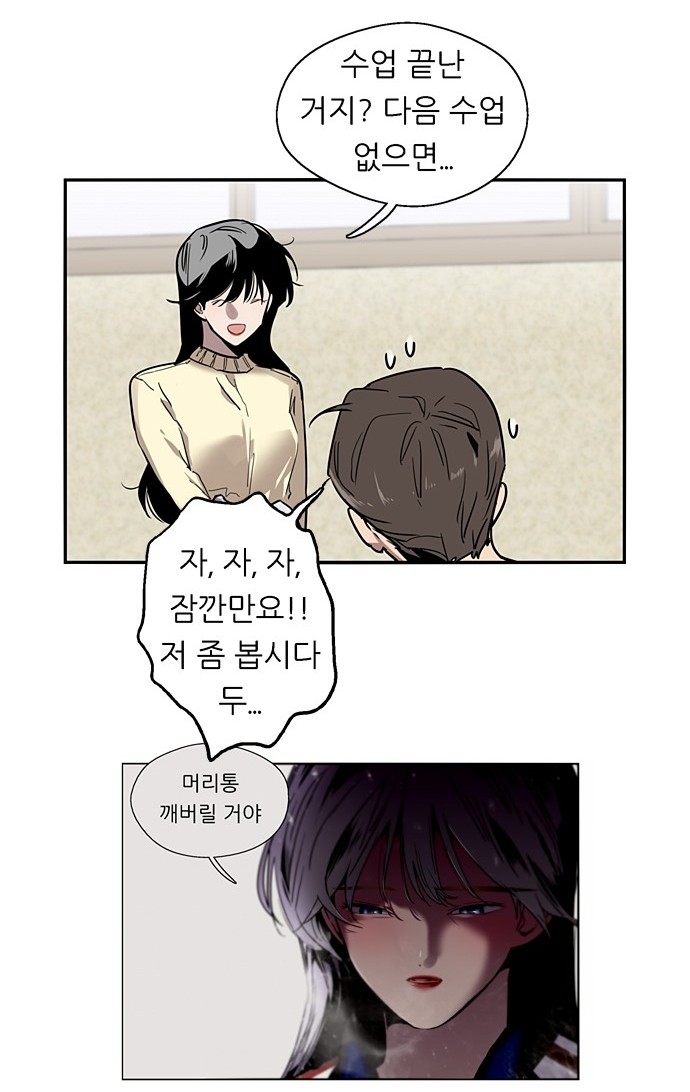 수업 끝난
거지? 다음 수업
없으면...
자, 자, 자,
잠깐만요!!
저 좀 봅시다
두...
머리통
깨버릴 거야